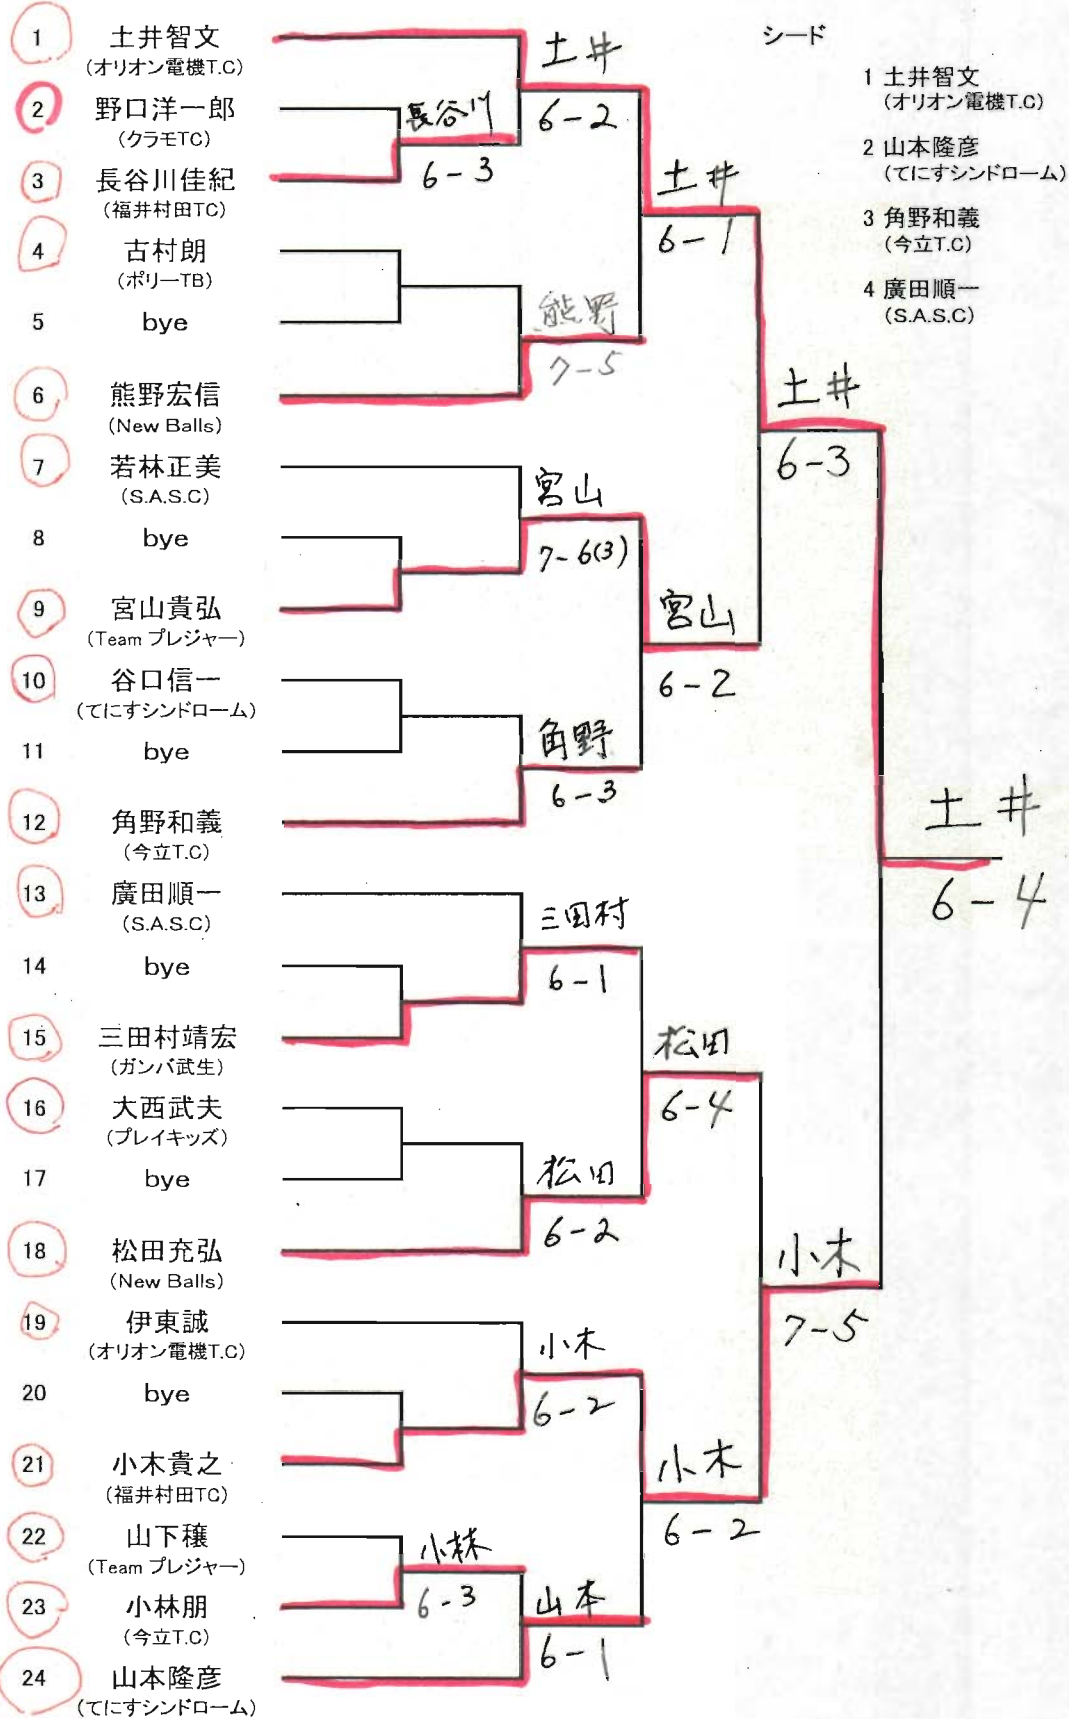 シード
1 土井智文
(オリオン電機T.C)
2 山本隆彦
(てにすシンドローム)
3 角野和義
(今立T.C)
4 廣田順一
(S.A.S.C)
1 土井智文
(オリオン電機T.C)
2 野口洋一郎
(クラモTC)
3 長谷川佳紀
(福井村田TC)
4 古村朗
(ポリーTB)
5 bye
6 熊野宏信
(New Balls)
7 若林正美
(S.A.S.C)
8 bye
9 宮山貴弘
(Team プレジャー)
10 谷口信一
(てにすシンドローム)
11 bye
12 角野和義
(今立T.C)
13 廣田順一
(S.A.S.C)
14 bye
15 三田村靖宏
(ガンバ武生)
16 大西武夫
(プレイキッズ)
17 bye
18 松田充弘
(New Balls)
19 伊東誠
(オリオン電機T.C)
20 bye
21 小木貴之
(福井村田TC)
22 山下穣
(Team プレジャー)
23 小林朋
(今立T.C)
24 山本隆彦
(てにすシンドローム)
長谷川
6-3
小林
6-3
土井
6-2
熊野
7-5
宮山
7-6(3)
角野
6-3
三田村
6-1
松田
6-2
小木
6-2
山本
6-1
土井
6-1
宮山
6-2
松田
6-4
小木
6-2
土井
6-3
小木
7-5
土井
6-4